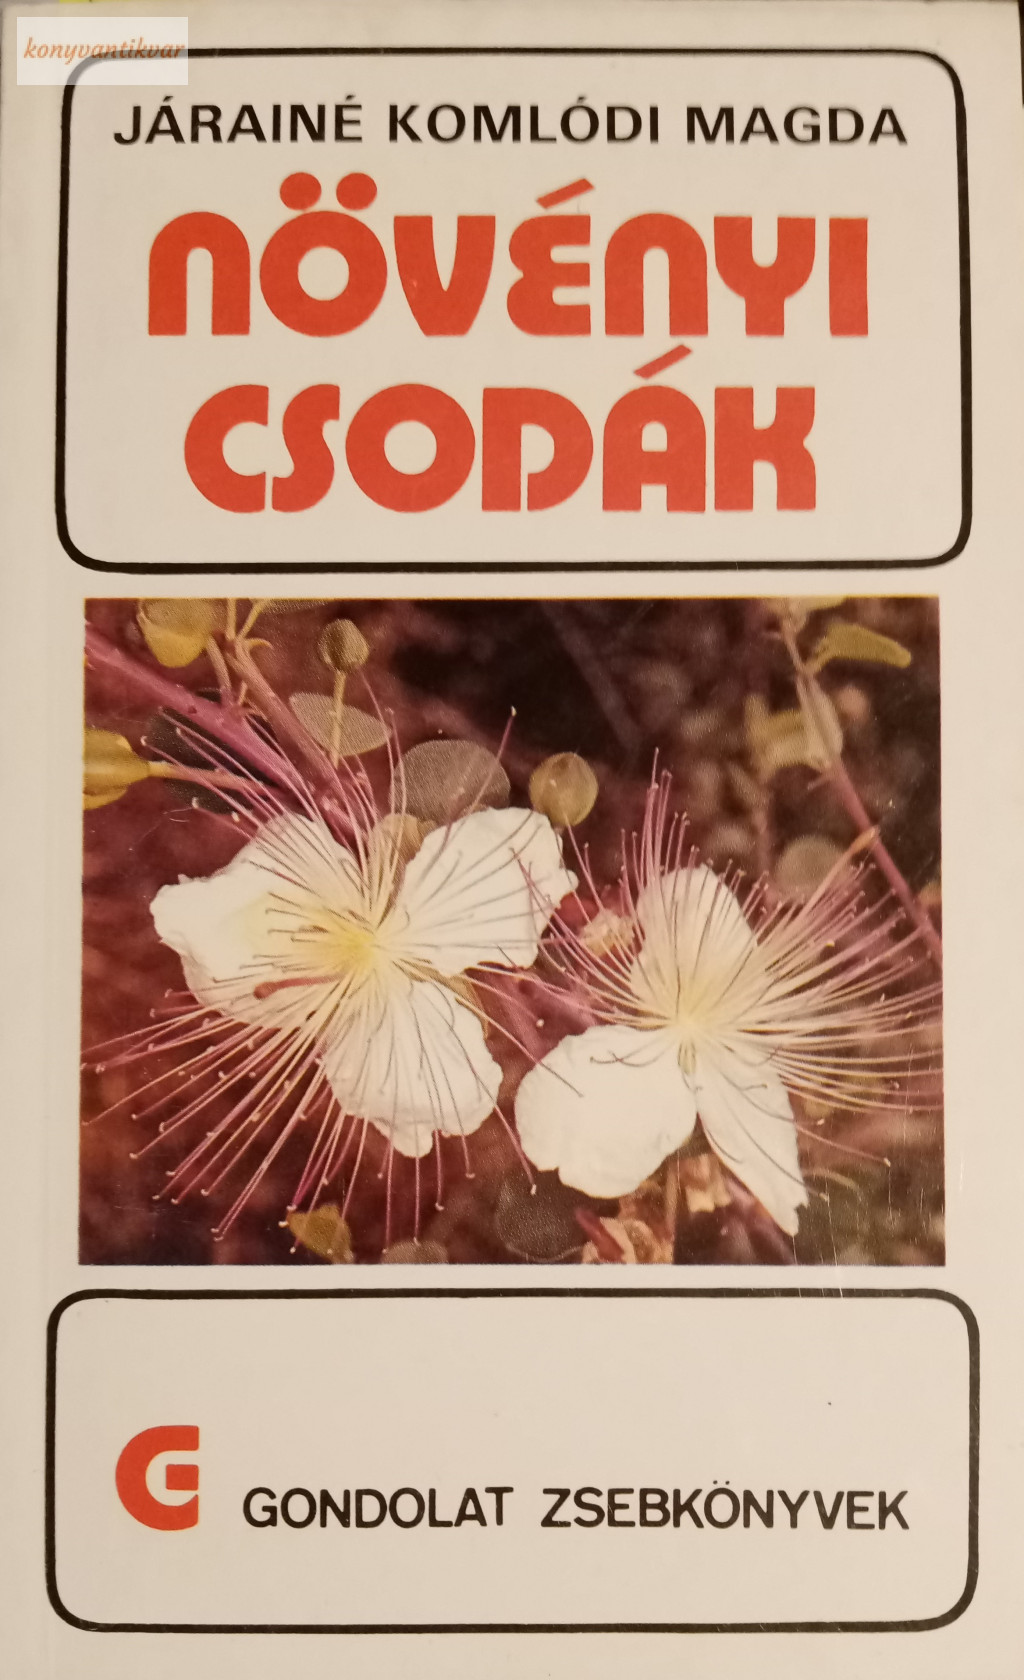 konyvantikvar
JÁRAINÉ KOMLÓDI MAGDA
NÖVÉNYI
CSODÁK
G GONDOLAT ZSEBKÖNYVEK